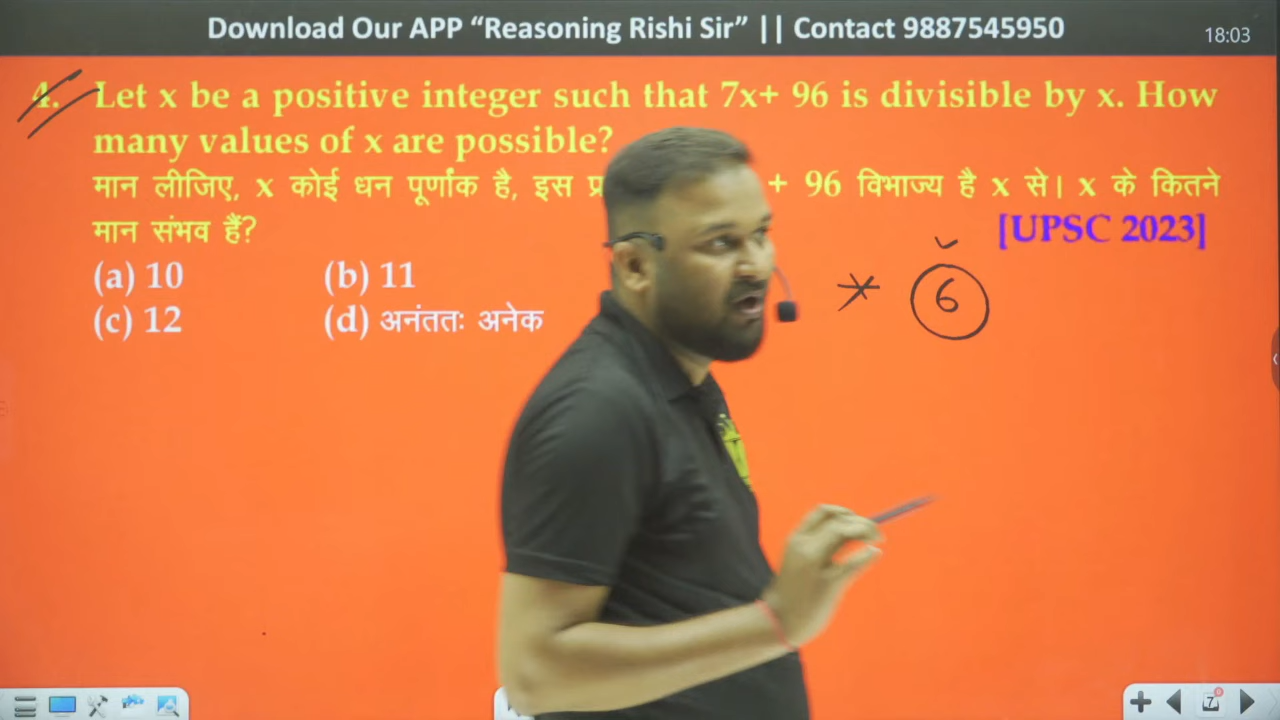 Download Our APP “Reasoning Rishi Sir” || Contact 9887545950
18:03
4. Let x be a positive integer such that 7x+ 96 is divisible by x. How
many values of x are possible?
मान लीजिए, x कोई धन पूर्णांक है, इस + 96 विभाज्य है x से। x के कितने
मान संभव हैं?
[UPSC 2023]
(a) 10 (b) 11
(c) 12 (d) अनंततः अनेक
6
7